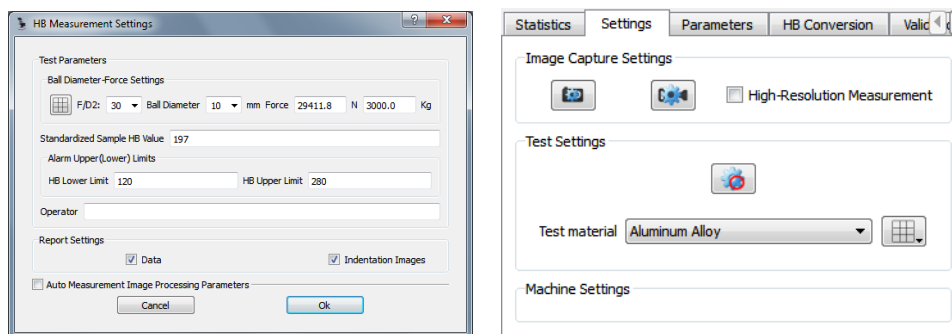 HB Measurement Settings
Test Parameters
Ball Diameter-Force Settings
F/D2: 30 Ball Diameter 10 mm Force 29411.8 N 3000.0 Kg
Standardized Sample HB Value 197
Alarm Upper(Lower) Limits
HB Lower Limit 120 HB Upper Limit 280
Operator
Report Settings
Data Indentation Images
Auto Measurement Image Processing Parameters
Cancel Ok
Statistics Settings Parameters HB Conversion Valid
Image Capture Settings
High-Resolution Measurement
Test Settings
Test material Aluminum Alloy
Machine Settings